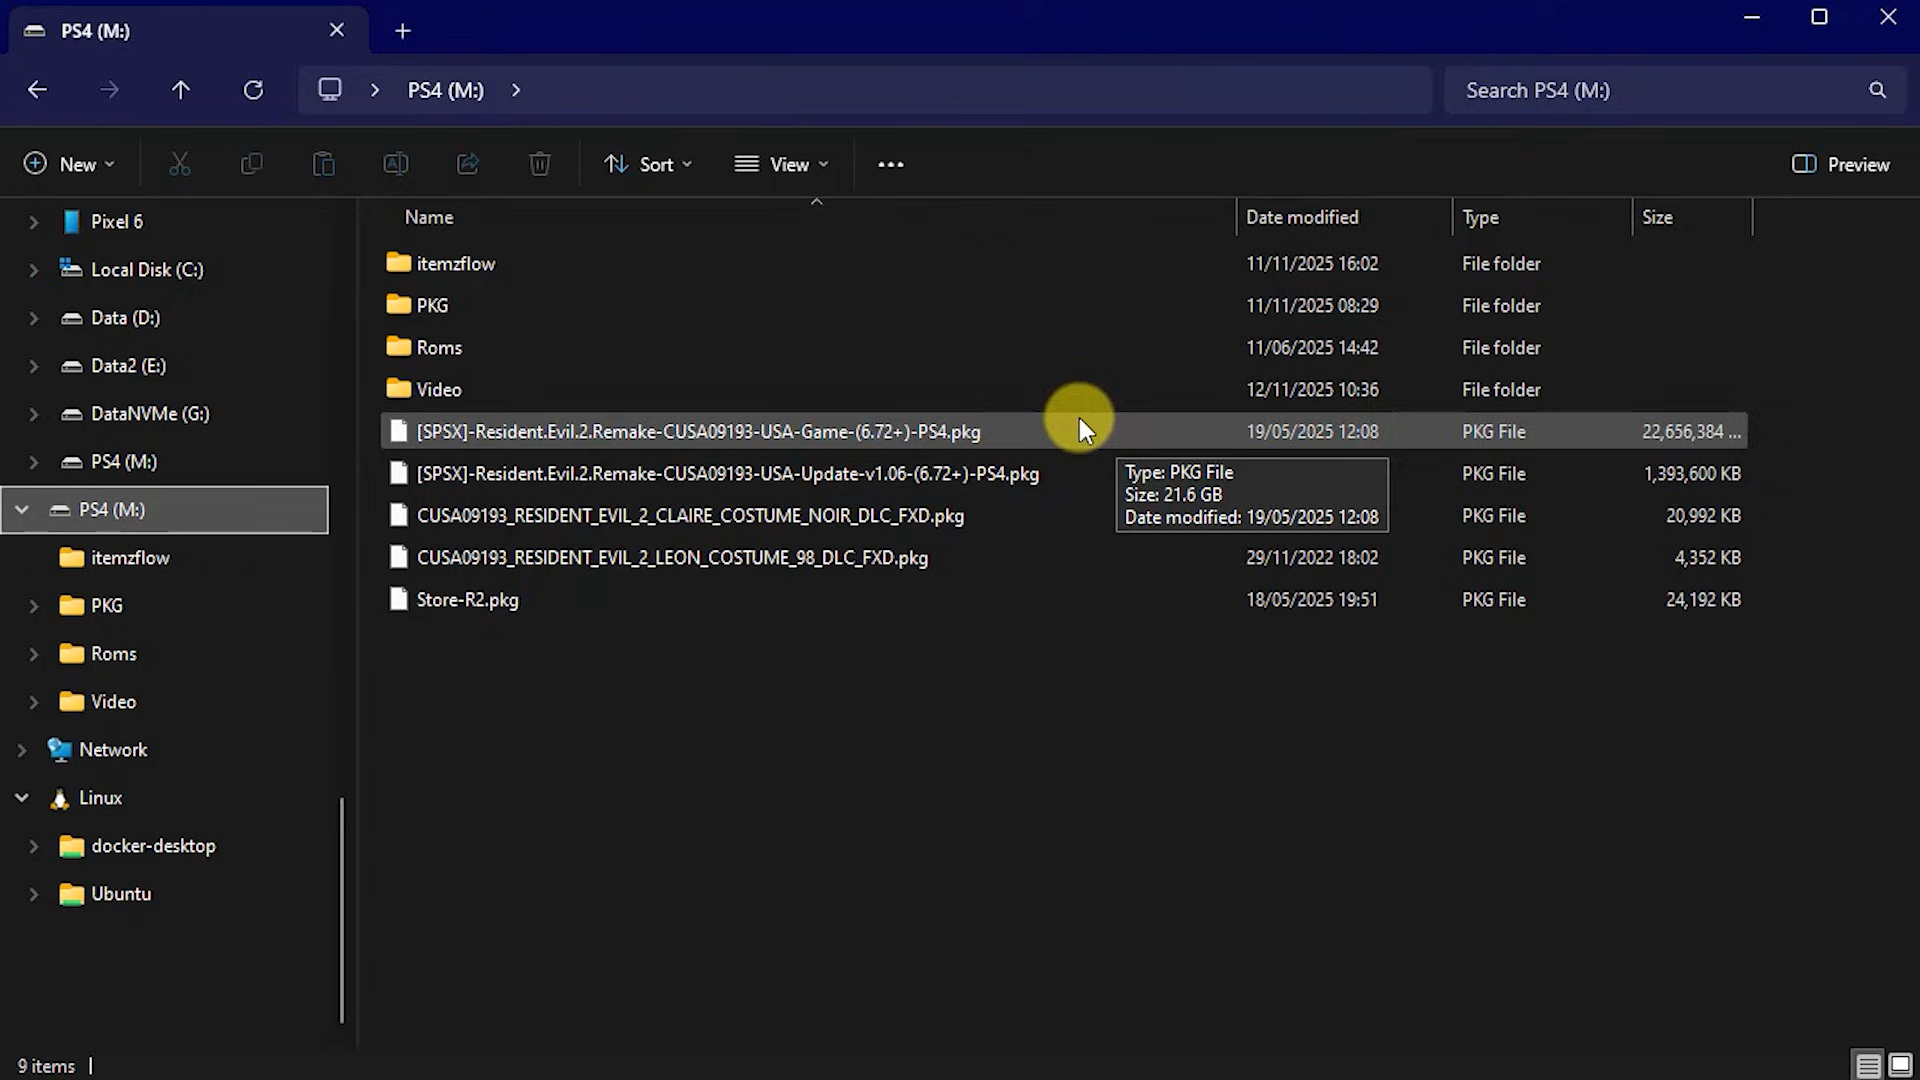 PS4 (M:)
PS4 (M:)
Search PS4 (M:)
New
Sort
View
Preview
Name Date modified Type Size
itemzflow 11/11/2025 16:02 File folder
PKG 11/11/2025 08:29 File folder
Roms 11/06/2025 14:42 File folder
Video 12/11/2025 10:36 File folder
[SPSX]-Resident.Evil.2.Remake-CUSA09193-USA-Game-(6.72+)-PS4.pkg 19/05/2025 12:08 PKG File 22,656,384 ...
[SPSX]-Resident.Evil.2.Remake-CUSA09193-USA-Update-v1.06-(6.72+)-PS4.pkg PKG File 1,393,600 KB
CUSA09193_RESIDENT_EVIL_2_CLAIRE_COSTUME_NOIR_DLC_FXD.pkg PKG File 20,992 KB
CUSA09193_RESIDENT_EVIL_2_LEON_COSTUME_98_DLC_FXD.pkg 29/11/2022 18:02 PKG File 4,352 KB
Store-R2.pkg 18/05/2025 19:51 PKG File 24,192 KB
Type: PKG File
Size: 21.6 GB
Date modified: 19/05/2025 12:08
Pixel 6
Local Disk (C:)
Data (D:)
Data2 (E:)
DataNVMe (G:)
PS4 (M:)
PS4 (M:)
itemzflow
PKG
Roms
Video
Network
Linux
docker-desktop
Ubuntu
9 items